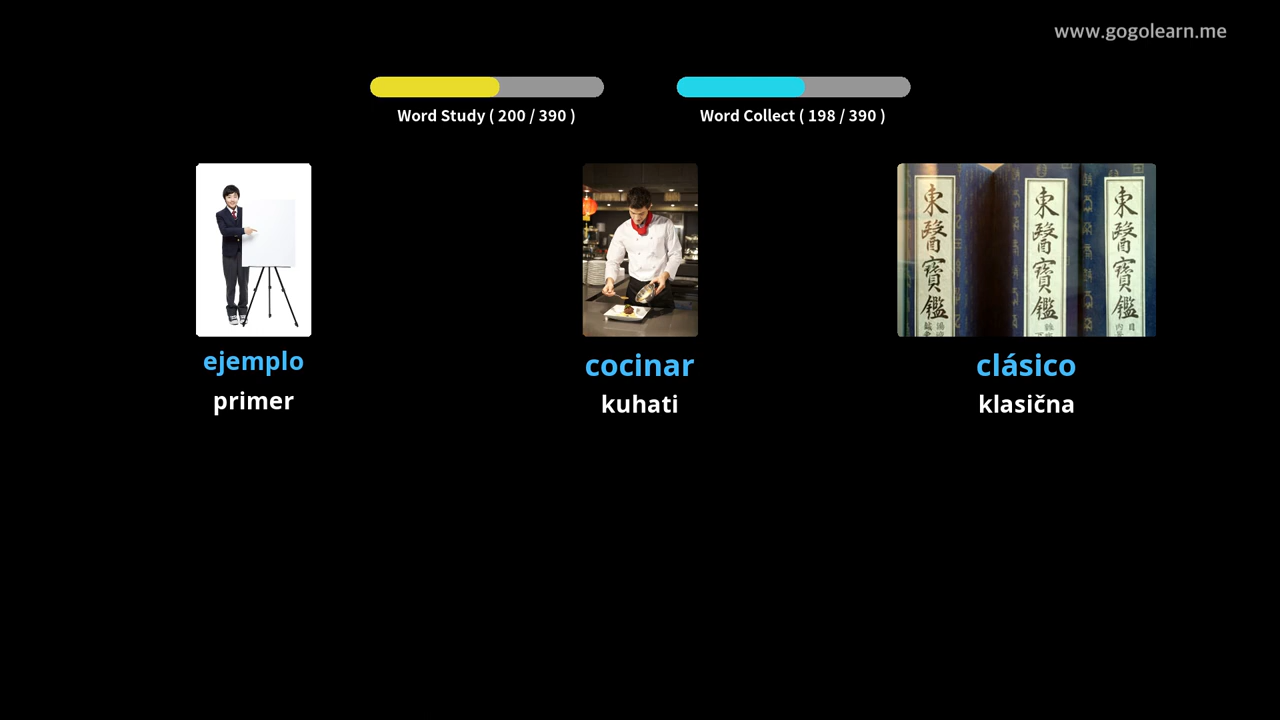 www.gogolearn.me
Word Study ( 200 / 390 )
Word Collect ( 198 / 390 )
東醫寶鑑
東醫寶鑑
東醫寶鑑
ejemplo
cocinar
clásico
primer
kuhati
klasična